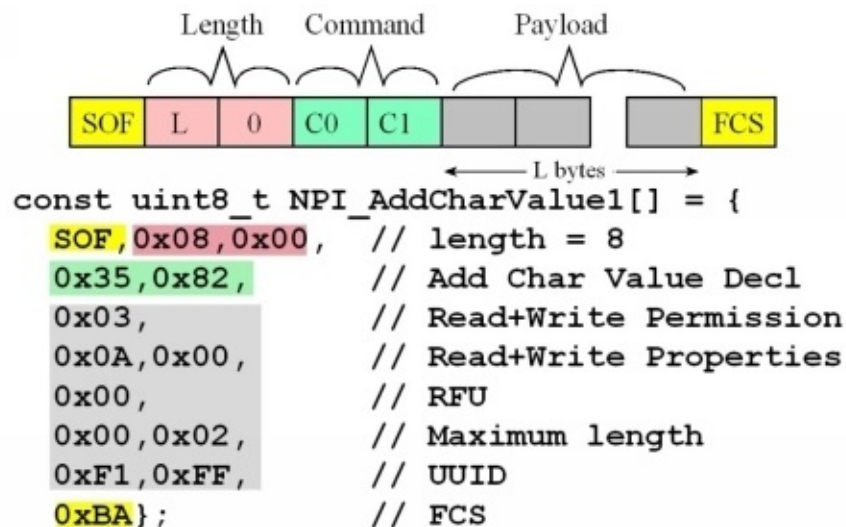 Length Command Payload
SOF L 0 C0 C1 FCS
L bytes
const uint8_t NPI_AddCharValue1[] = {
SOF,0x08,0x00, // length = 8
0x35,0x82, // Add Char Value Decl
0x03, // Read+Write Permission
0x0A,0x00, // Read+Write Properties
0x00, // RFU
0x00,0x02, // Maximum length
0xF1,0xFF, // UUID
0xBA}; // FCS